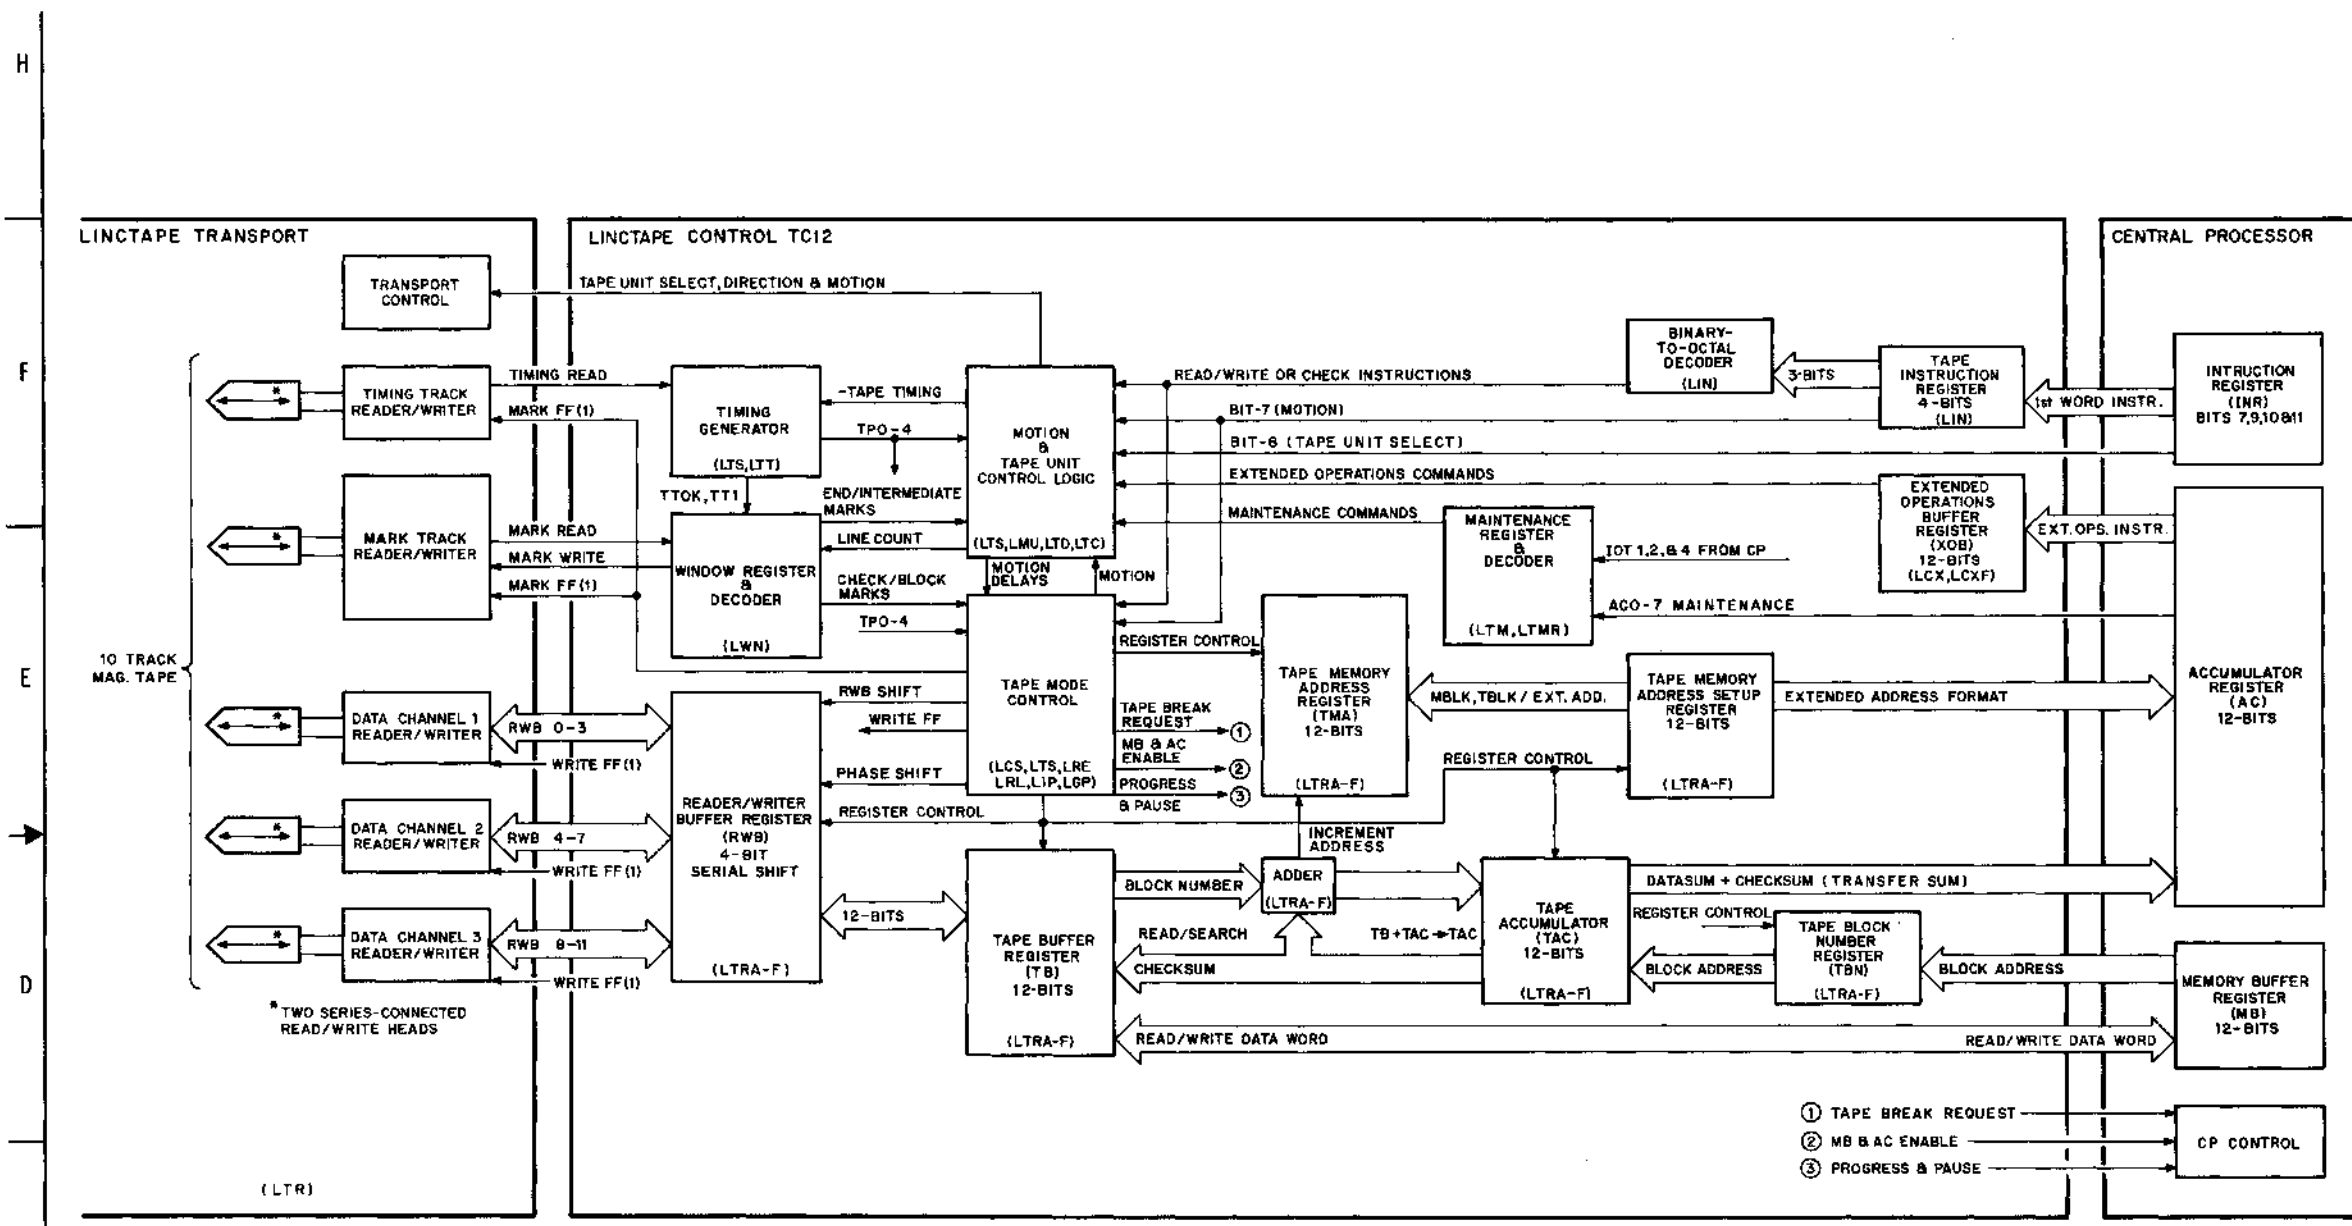 H
F
E
D
LINCTAPE TRANSPORT
TRANSPORT
CONTROL
TIMING TRACK
READER/WRITER
MARK TRACK
READER/WRITER
10 TRACK
MAG. TAPE
DATA CHANNEL 1
READER/WRITER
DATA CHANNEL 2
READER/WRITER
DATA CHANNEL 3
READER/WRITER
*
*
*
*
*
* TWO SERIES-CONNECTED
READ/WRITE HEADS
(LTR)
LINCTAPE CONTROL TC12
TAPE UNIT SELECT, DIRECTION & MOTION
TIMING READ
MARK FF(1)
MARK READ
MARK WRITE
MARK FF(1)
RWB 0-3
WRITE FF(1)
RWB 4-7
WRITE FF(1)
RWB 8-11
WRITE FF(1)
TIMING
GENERATOR
(LTS,LTT)
TTOK,TT1
WINDOW REGISTER
&
DECODER
(LWN)
READER/WRITER
BUFFER REGISTER
(RWB)
4-BIT
SERIAL SHIFT
(LTRA-F)
-TAPE TIMING
TPO-4
END/INTERMEDIATE
MARKS
LINE COUNT
CHECK/BLOCK
MARKS
TPO-4
RWB SHIFT
WRITE FF
PHASE SHIFT
REGISTER CONTROL
12-BITS
MOTION
&
TAPE UNIT
CONTROL LOGIC
(LTS,LMU,LTD,LTC)
MOTION
DELAYS
MOTION
TAPE MODE
CONTROL
(LCS,LTS,LRE
LRL,LIP,LGP)
TAPE BUFFER
REGISTER
(TB)
12-BITS
(LTRA-F)
READ/WRITE OR CHECK INSTRUCTIONS
BIT-7 (MOTION)
BIT-6 (TAPE UNIT SELECT)
EXTENDED OPERATIONS COMMANDS
MAINTENANCE COMMANDS
REGISTER CONTROL
TAPE BREAK
REQUEST
1
MB & AC
ENABLE
2
PROGRESS
& PAUSE
3
TAPE MEMORY
ADDRESS
REGISTER
(TMA)
12-BITS
(LTRA-F)
INCREMENT
ADDRESS
BLOCK NUMBER
ADDER
(LTRA-F)
READ/SEARCH
CHECKSUM
TB+TAC→TAC
READ/WRITE DATA WORD
READ/WRITE DATA WORD
BINARY-
TO-OCTAL
DECODER
(LIN)
3-BITS
TAPE
INSTRUCTION
REGISTER
4-BITS
(LIN)
1st WORD INSTR.
MAINTENANCE
REGISTER
&
DECODER
(LTM,LTMR)
IOT 1,2,& 4 FROM CP
ACO-7 MAINTENANCE
EXTENDED
OPERATIONS
BUFFER
REGISTER
(XOB)
12-BITS
(LCX,LCXF)
EXT. OPS. INSTR.
MBLK,TBLK/ EXT. ADD.
TAPE MEMORY
ADDRESS SETUP
REGISTER
12-BITS
(LTRA-F)
EXTENDED ADDRESS FORMAT
REGISTER CONTROL
TAPE
ACCUMULATOR
(TAC)
12-BITS
(LTRA-F)
DATASUM + CHECKSUM (TRANSFER SUM)
REGISTER CONTROL
BLOCK ADDRESS
TAPE BLOCK
NUMBER
REGISTER
(TBN)
(LTRA-F)
BLOCK ADDRESS
1 TAPE BREAK REQUEST
2 MB & AC ENABLE
3 PROGRESS & PAUSE
CENTRAL PROCESSOR
INTRUCTION
REGISTER
(INR)
BITS 7,9,10&11
ACCUMULATOR
REGISTER
(AC)
12-BITS
MEMORY BUFFER
REGISTER
(MB)
12-BITS
CP CONTROL